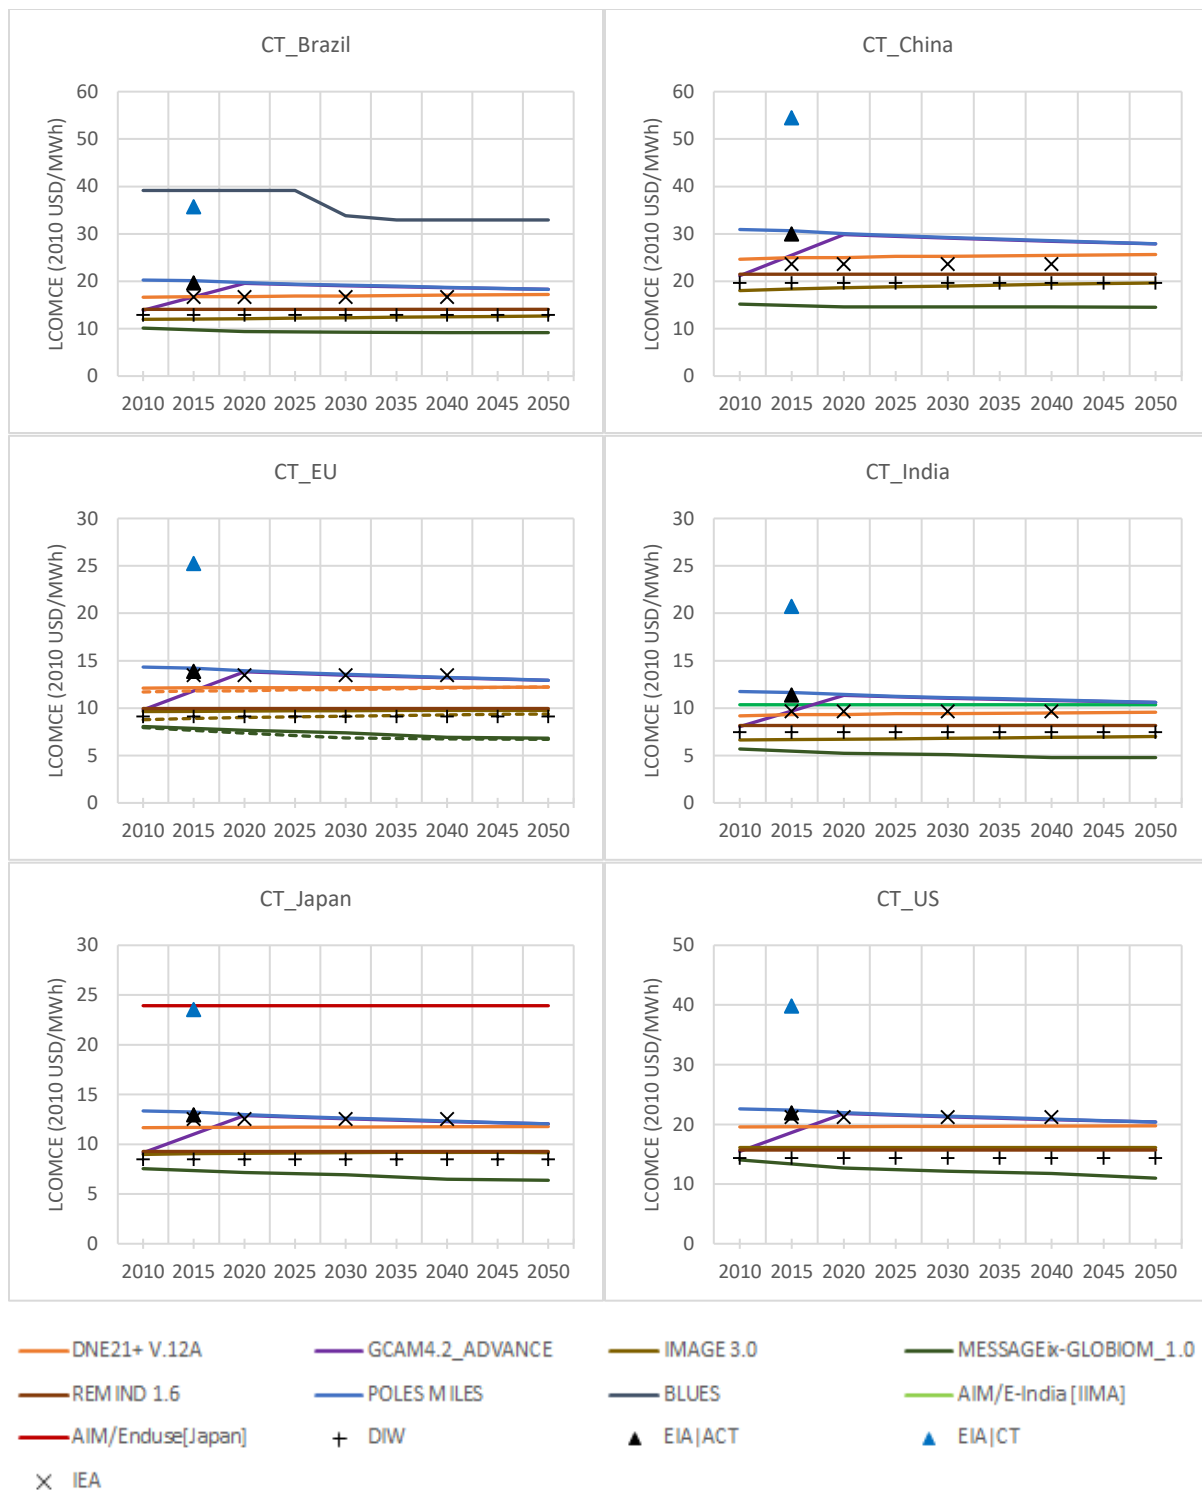 CT_Brazil
LCOMCE (2010 USD/MWh)
60
50
40
30
20
10
0
2010 2015 2020 2025 2030 2035 2040 2045 2050
CT_China
LCOMCE (2010 USD/MWh)
60
50
40
30
20
10
0
2010 2015 2020 2025 2030 2035 2040 2045 2050
CT_EU
LCOMCE (2010 USD/MWh)
30
25
20
15
10
5
0
2010 2015 2020 2025 2030 2035 2040 2045 2050
CT_India
LCOMCE (2010 USD/MWh)
30
25
20
15
10
5
0
2010 2015 2020 2025 2030 2035 2040 2045 2050
CT_Japan
LCOMCE (2010 USD/MWh)
30
25
20
15
10
5
0
2010 2015 2020 2025 2030 2035 2040 2045 2050
CT_US
LCOMCE (2010 USD/MWh)
50
40
30
20
10
0
2010 2015 2020 2025 2030 2035 2040 2045 2050
DNE21+ V.12A GCAM4.2_ADVANCE IMAGE 3.0 MESSAGEix-GLOBIOM_1.0
REMIND 1.6 POLES MILES BLUES AIM/E-India [IIMA]
AIM/Enduse[Japan] DIW EIA|ACT EIA|CT
IEA